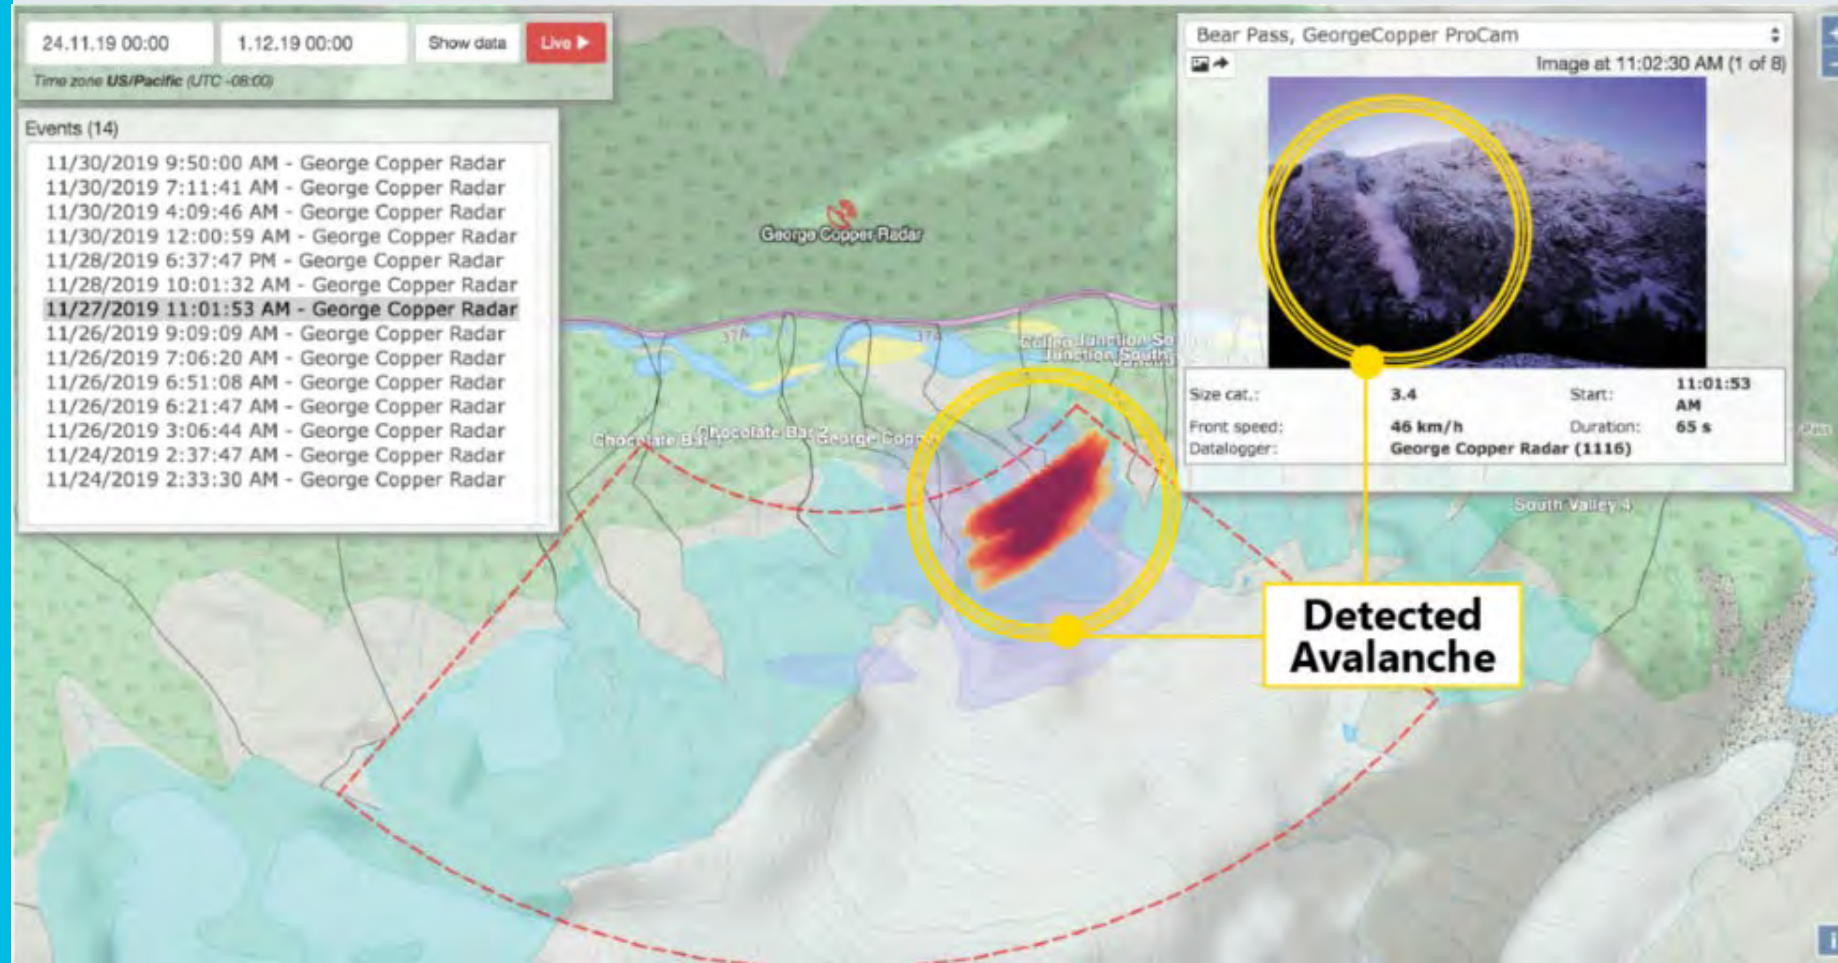 24.11.19 00:00
1.12.19 00:00
Show data
Live
Time zone US/Pacific (UTC -08:00)
Events (14)
11/30/2019 9:50:00 AM - George Copper Radar
11/30/2019 7:11:41 AM - George Copper Radar
11/30/2019 4:09:46 AM - George Copper Radar
11/30/2019 12:00:59 AM - George Copper Radar
11/28/2019 6:37:47 PM - George Copper Radar
11/28/2019 10:01:32 AM - George Copper Radar
11/27/2019 11:01:53 AM - George Copper Radar
11/26/2019 9:09:09 AM - George Copper Radar
11/26/2019 7:06:20 AM - George Copper Radar
11/26/2019 6:51:08 AM - George Copper Radar
11/26/2019 6:21:47 AM - George Copper Radar
11/26/2019 3:06:44 AM - George Copper Radar
11/24/2019 2:37:47 AM - George Copper Radar
11/24/2019 2:33:30 AM - George Copper Radar
George Copper Radar
Bear Pass, GeorgeCopper ProCam
Image at 11:02:30 AM (1 of 8)
Size cat.: 3.4 Start: 11:01:53 AM
Front speed: 46 km/h Duration: 65 s
Datalogger: George Copper Radar (1116)
37A
37A
Junction So
Junction South
Chocolate Ba
Chocolate Bar 2
George Copp
Pass
South Valley 4
Detected
Avalanche